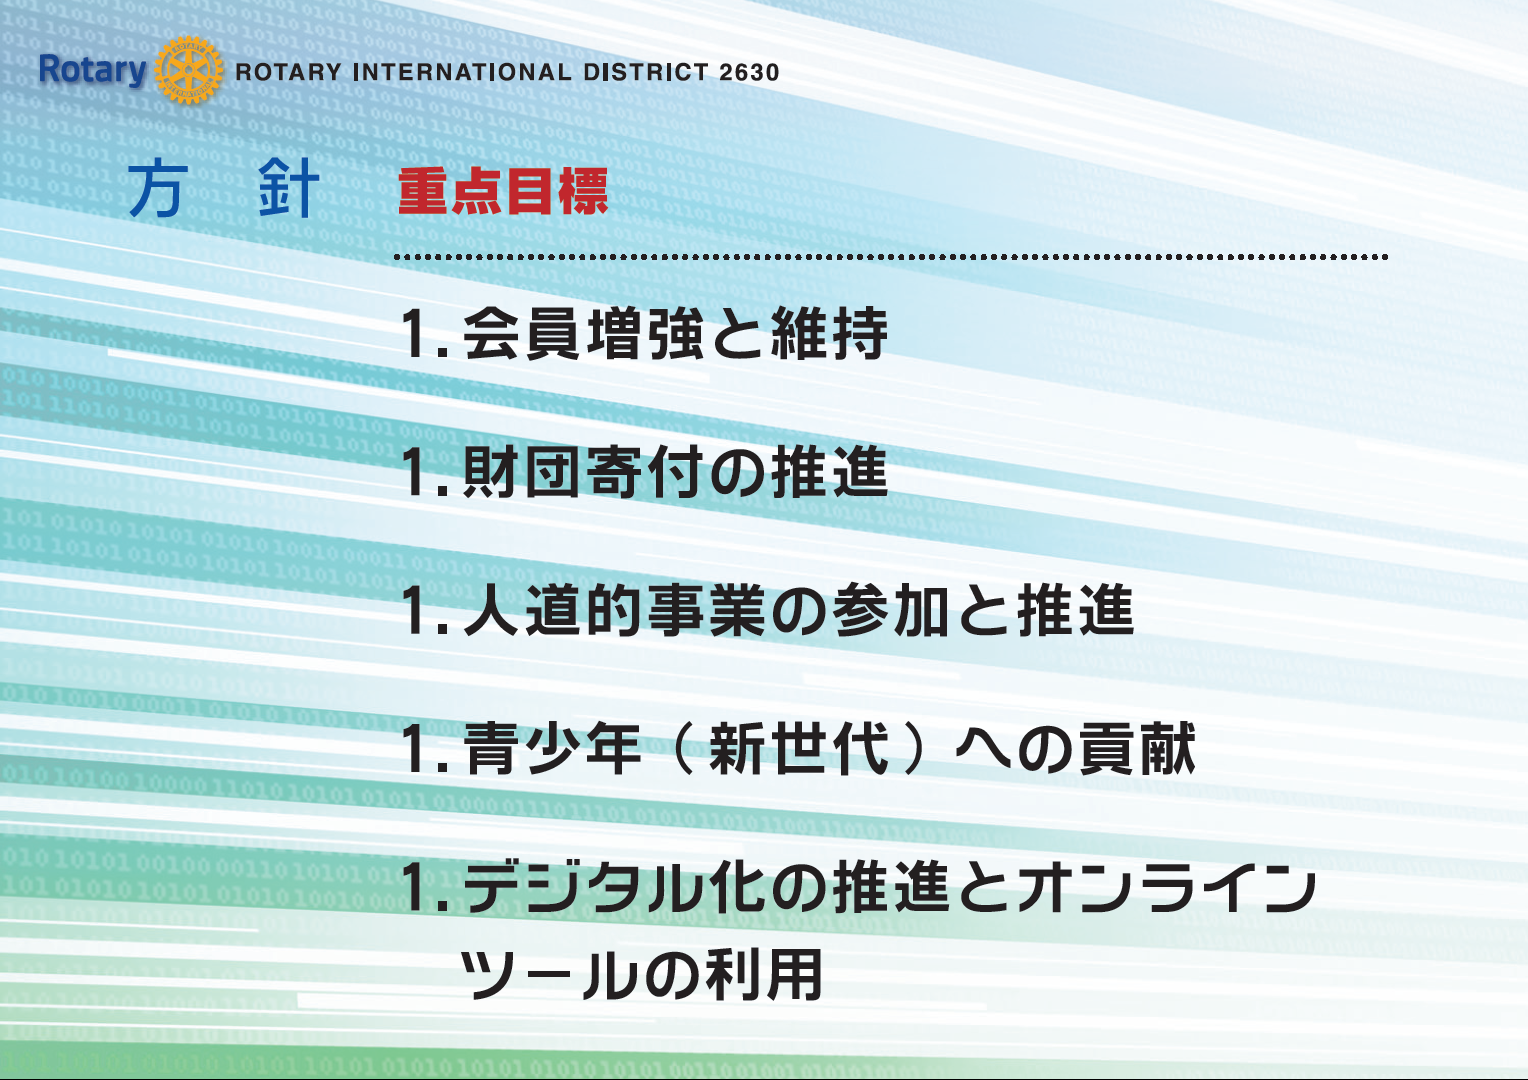 Rotary ROTARY INTERNATIONAL DISTRICT 2630
方　針 重点目標
1. 会員増強と維持
1. 財団寄付の推進
1. 人道的事業の参加と推進
1. 青少年（新世代）への貢献
1. デジタル化の推進とオンライン
ツールの利用